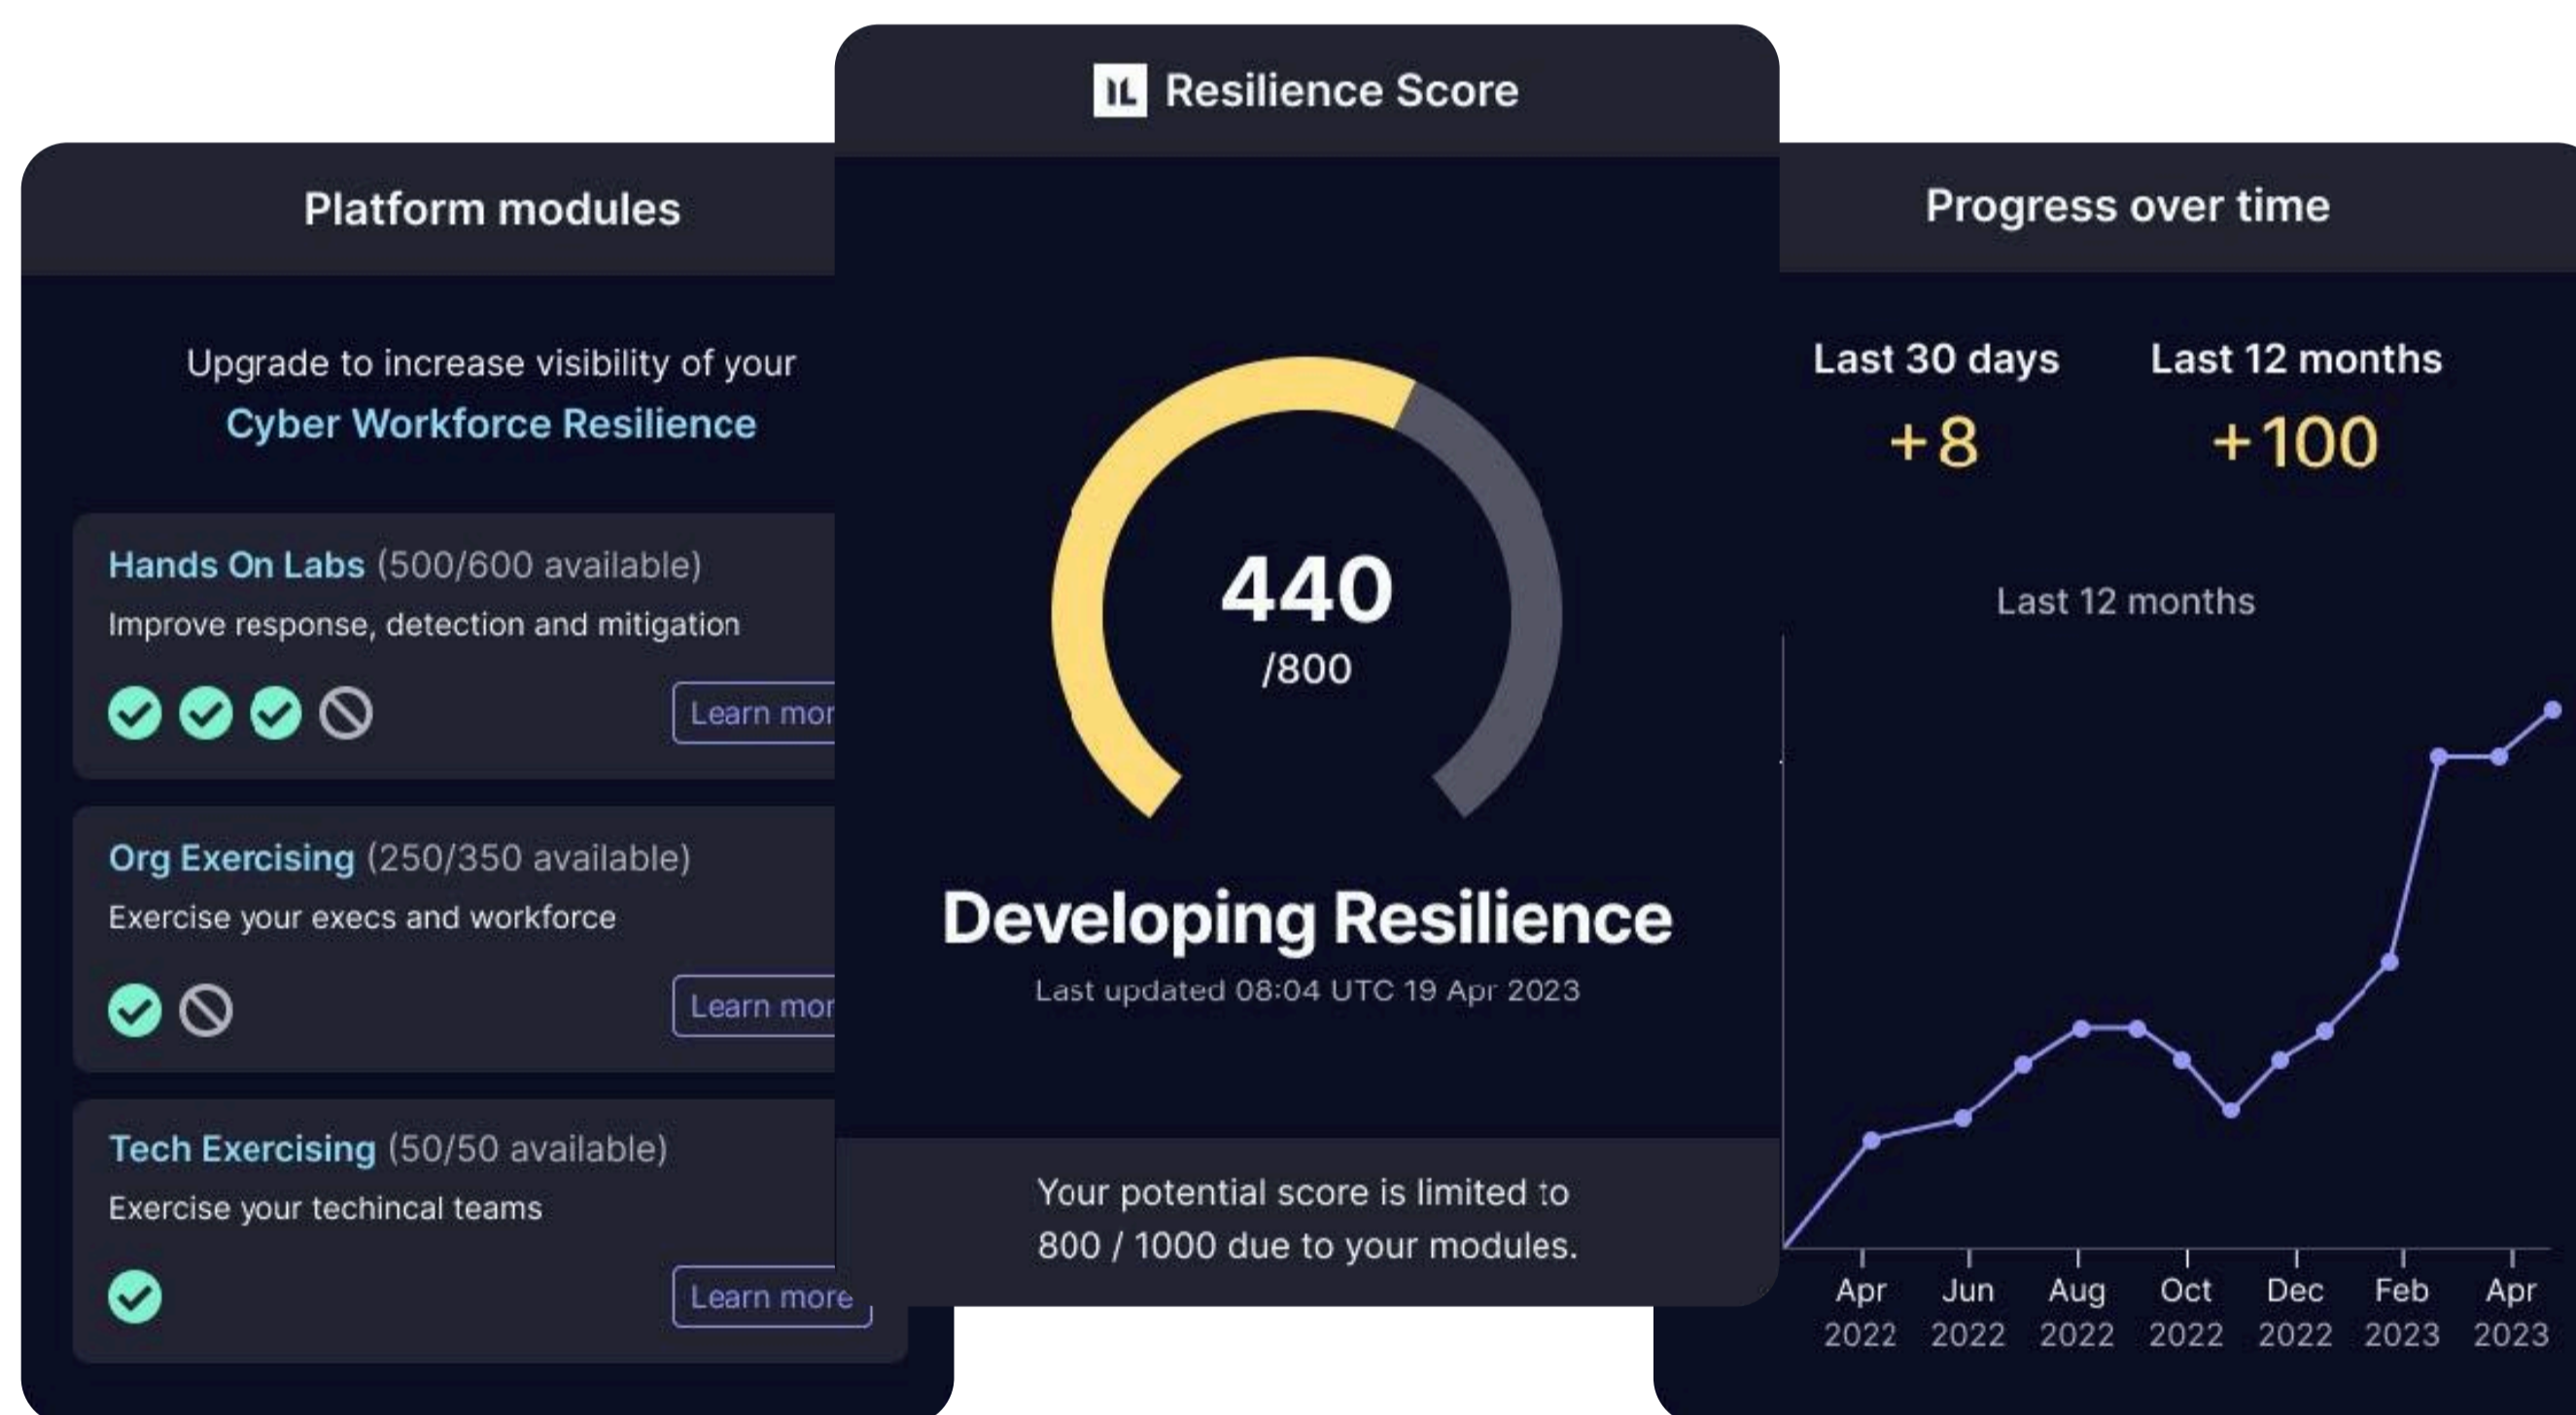 Platform modules
Upgrade to increase visibility of your
Cyber Workforce Resilience
Hands On Labs (500/600 available)
Improve response, detection and mitigation
Learn mor
Org Exercising (250/350 available)
Exercise your execs and workforce
Learn mor
Tech Exercising (50/50 available)
Exercise your techincal teams
Learn more
IL Resilience Score
440
/800
Developing Resilience
Last updated 08:04 UTC 19 Apr 2023
Your potential score is limited to
800 / 1000 due to your modules.
Progress over time
Last 30 days Last 12 months
+8 +100
Last 12 months
Apr Jun Aug Oct Dec Feb Apr
2022 2022 2022 2022 2022 2023 2023